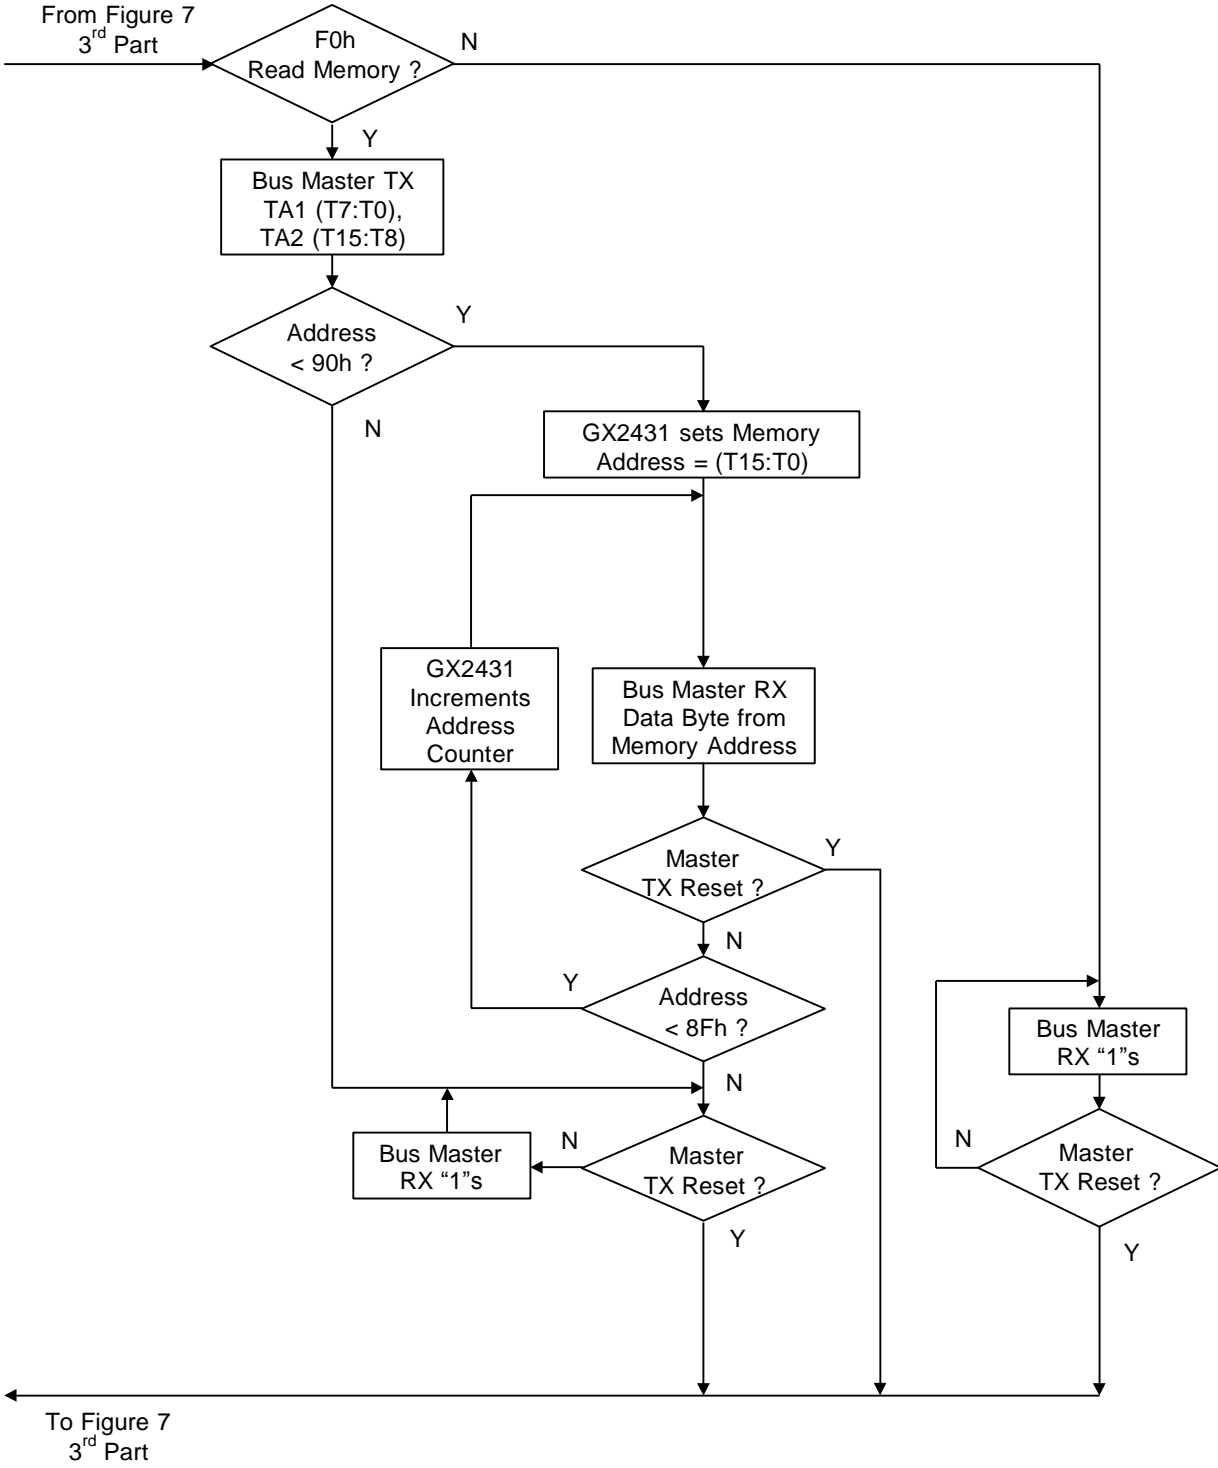 From Figure 7
3rd Part
F0h
Read Memory ?
N
Y
Bus Master TX
TA1 (T7:T0),
TA2 (T15:T8)
Address
< 90h ?
Y
N
GX2431 sets Memory
Address = (T15:T0)
GX2431
Increments
Address
Counter
Bus Master RX
Data Byte from
Memory Address
Master
TX Reset ?
Y
N
Address
< 8Fh ?
Y
N
Bus Master
RX “1”s
N
Master
TX Reset ?
Y
Bus Master
RX “1”s
Master
TX Reset ?
N
Y
To Figure 7
3rd Part